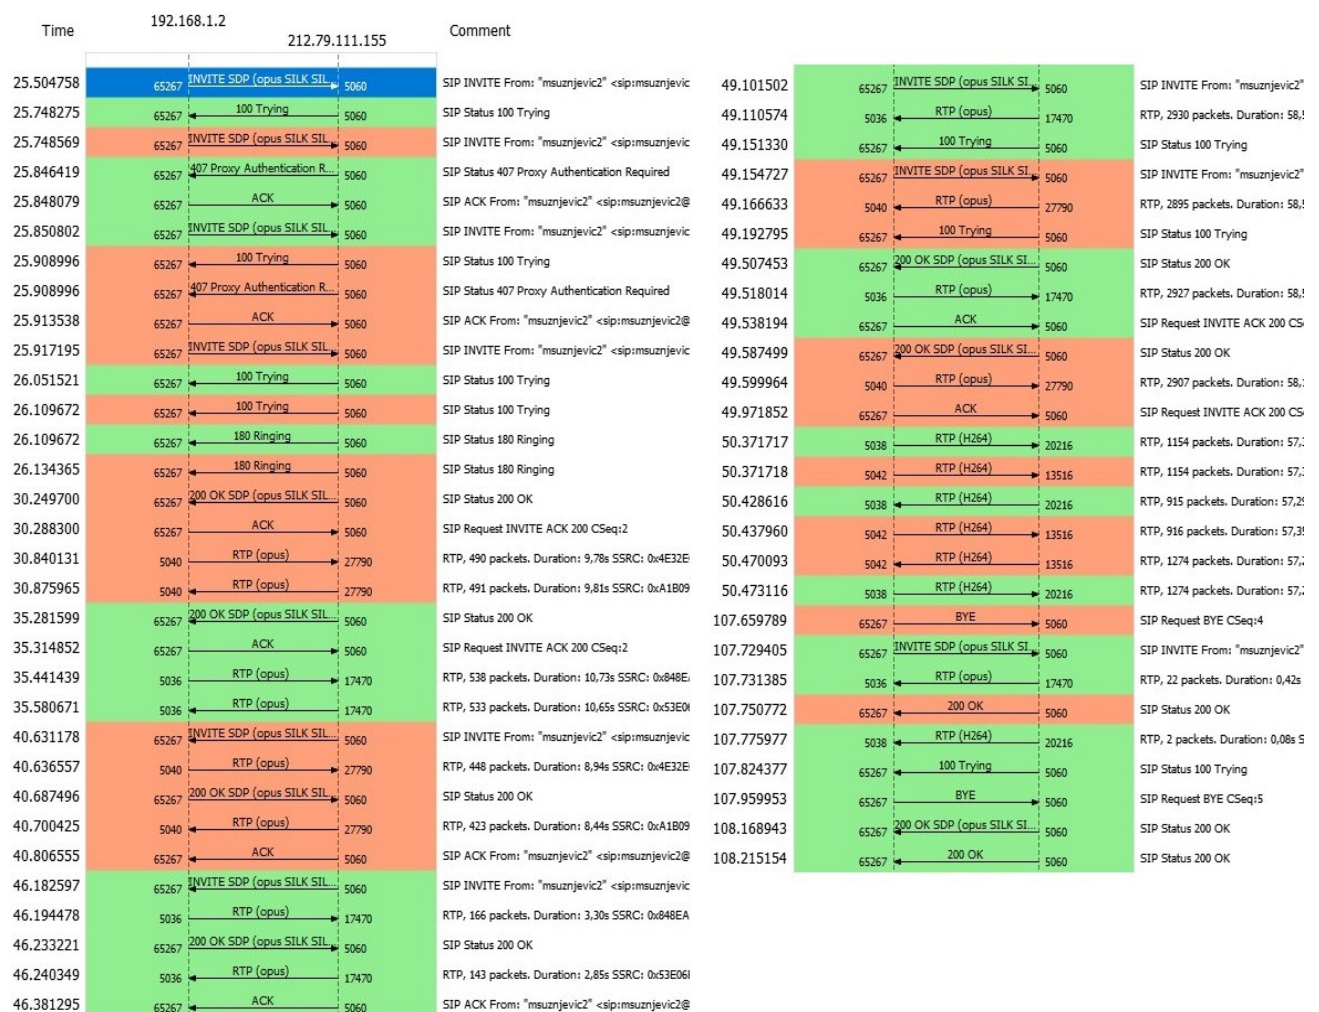 192.168.1.2
Time
212.79.111.155
Comment
25.504758 65267 INVITE SDP (opus SILK SIL... 5060 SIP INVITE From: "msuznjevic2" <sip:msuznjevic
25.748275 65267 100 Trying 5060 SIP Status 100 Trying
25.748569 65267 INVITE SDP (opus SILK SIL... 5060 SIP INVITE From: "msuznjevic2" <sip:msuznjevic
25.846419 65267 407 Proxy Authentication R... 5060 SIP Status 407 Proxy Authentication Required
25.848079 65267 ACK 5060 SIP ACK From: "msuznjevic2" <sip:msuznjevic2@
25.850802 65267 INVITE SDP (opus SILK SIL... 5060 SIP INVITE From: "msuznjevic2" <sip:msuznjevic
25.908996 65267 100 Trying 5060 SIP Status 100 Trying
25.908996 65267 407 Proxy Authentication R... 5060 SIP Status 407 Proxy Authentication Required
25.913538 65267 ACK 5060 SIP ACK From: "msuznjevic2" <sip:msuznjevic2@
25.917195 65267 INVITE SDP (opus SILK SIL... 5060 SIP INVITE From: "msuznjevic2" <sip:msuznjevic
26.051521 65267 100 Trying 5060 SIP Status 100 Trying
26.109672 65267 100 Trying 5060 SIP Status 100 Trying
26.109672 65267 180 Ringing 5060 SIP Status 180 Ringing
26.134365 65267 180 Ringing 5060 SIP Status 180 Ringing
30.249700 65267 200 OK SDP (opus SILK SIL... 5060 SIP Status 200 OK
30.288300 65267 ACK 5060 SIP Request INVITE ACK 200 CSeq:2
30.840131 5040 RTP (opus) 27790 RTP, 490 packets. Duration: 9,78s SSRC: 0x4E32E
30.875965 5040 RTP (opus) 27790 RTP, 491 packets. Duration: 9,81s SSRC: 0xA1B09
35.281599 65267 200 OK SDP (opus SILK SIL... 5060 SIP Status 200 OK
35.314852 65267 ACK 5060 SIP Request INVITE ACK 200 CSeq:2
35.441439 5036 RTP (opus) 17470 RTP, 538 packets. Duration: 10,73s SSRC: 0x848E
35.580671 5036 RTP (opus) 17470 RTP, 533 packets. Duration: 10,65s SSRC: 0x53E0
40.631178 65267 INVITE SDP (opus SILK SIL... 5060 SIP INVITE From: "msuznjevic2" <sip:msuznjevic
40.636557 5040 RTP (opus) 27790 RTP, 448 packets. Duration: 8,94s SSRC: 0x4E32E
40.687496 65267 200 OK SDP (opus SILK SIL... 5060 SIP Status 200 OK
40.700425 5040 RTP (opus) 27790 RTP, 423 packets. Duration: 8,44s SSRC: 0xA1B09
40.806555 65267 ACK 5060 SIP ACK From: "msuznjevic2" <sip:msuznjevic2@
46.182597 65267 INVITE SDP (opus SILK SIL... 5060 SIP INVITE From: "msuznjevic2" <sip:msuznjevic
46.194478 5036 RTP (opus) 17470 RTP, 166 packets. Duration: 3,30s SSRC: 0x848EA
46.233221 65267 200 OK SDP (opus SILK SIL... 5060 SIP Status 200 OK
46.240349 5036 RTP (opus) 17470 RTP, 143 packets. Duration: 2,85s SSRC: 0x53E06
46.381295 65267 ACK 5060 SIP ACK From: "msuznjevic2" <sip:msuznjevic2@
49.101502 65267 INVITE SDP (opus SILK SI... 5060 SIP INVITE From: "msuznjevic2"
49.110574 5036 RTP (opus) 17470 RTP, 2930 packets. Duration: 58,
49.151330 65267 100 Trying 5060 SIP Status 100 Trying
49.154727 65267 INVITE SDP (opus SILK SI... 5060 SIP INVITE From: "msuznjevic2"
49.166633 5040 RTP (opus) 27790 RTP, 2895 packets. Duration: 58,
49.192795 65267 100 Trying 5060 SIP Status 100 Trying
49.507453 65267 200 OK SDP (opus SILK SI... 5060 SIP Status 200 OK
49.518014 5036 RTP (opus) 17470 RTP, 2927 packets. Duration: 58,
49.538194 65267 ACK 5060 SIP Request INVITE ACK 200 CS
49.587499 65267 200 OK SDP (opus SILK SI... 5060 SIP Status 200 OK
49.599964 5040 RTP (opus) 27790 RTP, 2907 packets. Duration: 58,
49.971852 65267 ACK 5060 SIP Request INVITE ACK 200 CS
50.371717 5038 RTP (H264) 20216 RTP, 1154 packets. Duration: 57,
50.371718 5042 RTP (H264) 13516 RTP, 1154 packets. Duration: 57,
50.428616 5038 RTP (H264) 20216 RTP, 915 packets. Duration: 57,29
50.437960 5042 RTP (H264) 13516 RTP, 916 packets. Duration: 57,35
50.470093 5042 RTP (H264) 13516 RTP, 1274 packets. Duration: 57,
50.473116 5038 RTP (H264) 20216 RTP, 1274 packets. Duration: 57,
107.659789 65267 BYE 5060 SIP Request BYE CSeq:4
107.729405 65267 INVITE SDP (opus SILK SI... 5060 SIP INVITE From: "msuznjevic2"
107.731385 5036 RTP (opus) 17470 RTP, 22 packets. Duration: 0,42s
107.750772 65267 200 OK 5060 SIP Status 200 OK
107.775977 5038 RTP (H264) 20216 RTP, 2 packets. Duration: 0,08s S
107.824377 65267 100 Trying 5060 SIP Status 100 Trying
107.959953 65267 BYE 5060 SIP Request BYE CSeq:5
108.168943 65267 200 OK SDP (opus SILK SI... 5060 SIP Status 200 OK
108.215154 65267 200 OK 5060 SIP Status 200 OK